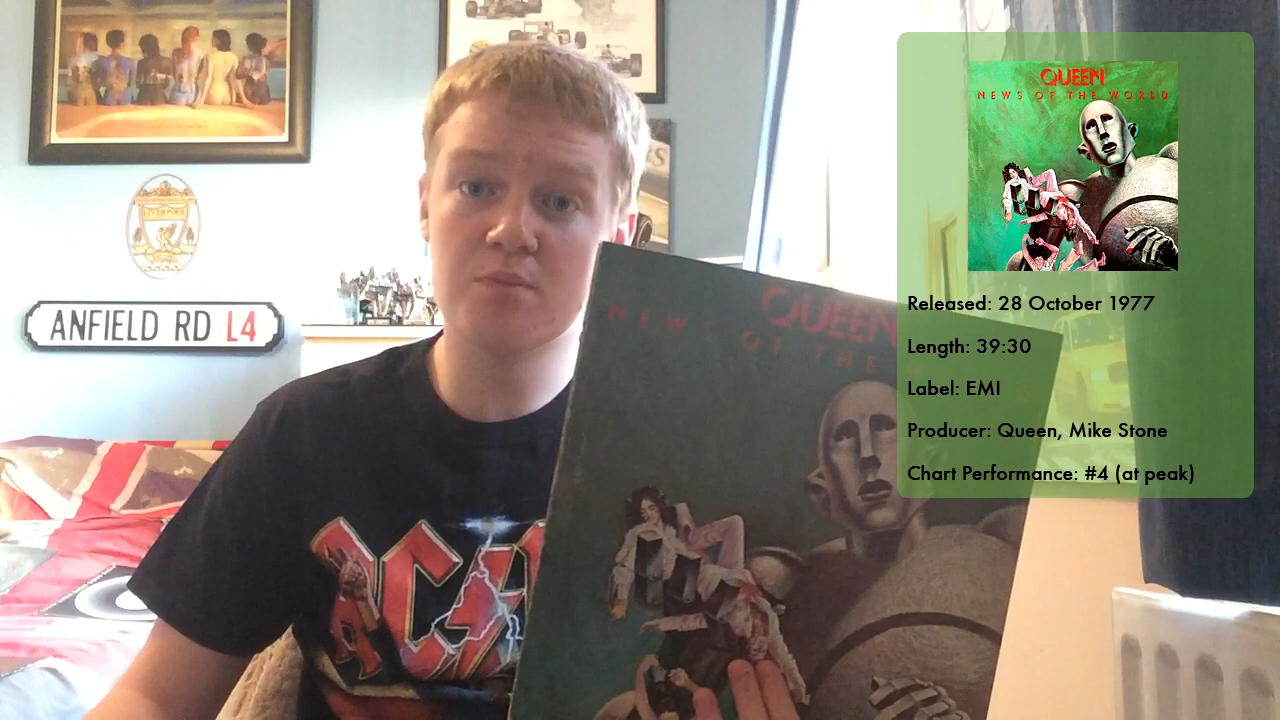 LIVERPOOL
ANFIELD RD L4
AC
QUEEN
NEWS OF THE
QUEEN
NEWS OF THE WORLD
Released: 28 October 1977
Length: 39:30
Label: EMI
Producer: Queen, Mike Stone
Chart Performance: #4 (at peak)